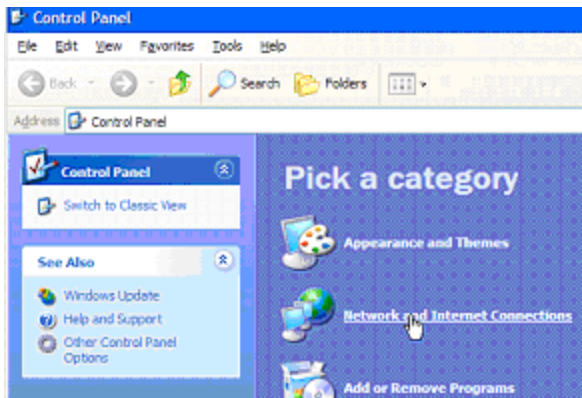 Control Panel
File Edit View Favorites Tools Help
Back Search Folders
Address Control Panel
Control Panel
Switch to Classic View
See Also
Windows Update
Help and Support
Other Control Panel
Options
Pick a category
Appearance and Themes
Network and Internet Connections
Add or Remove Programs